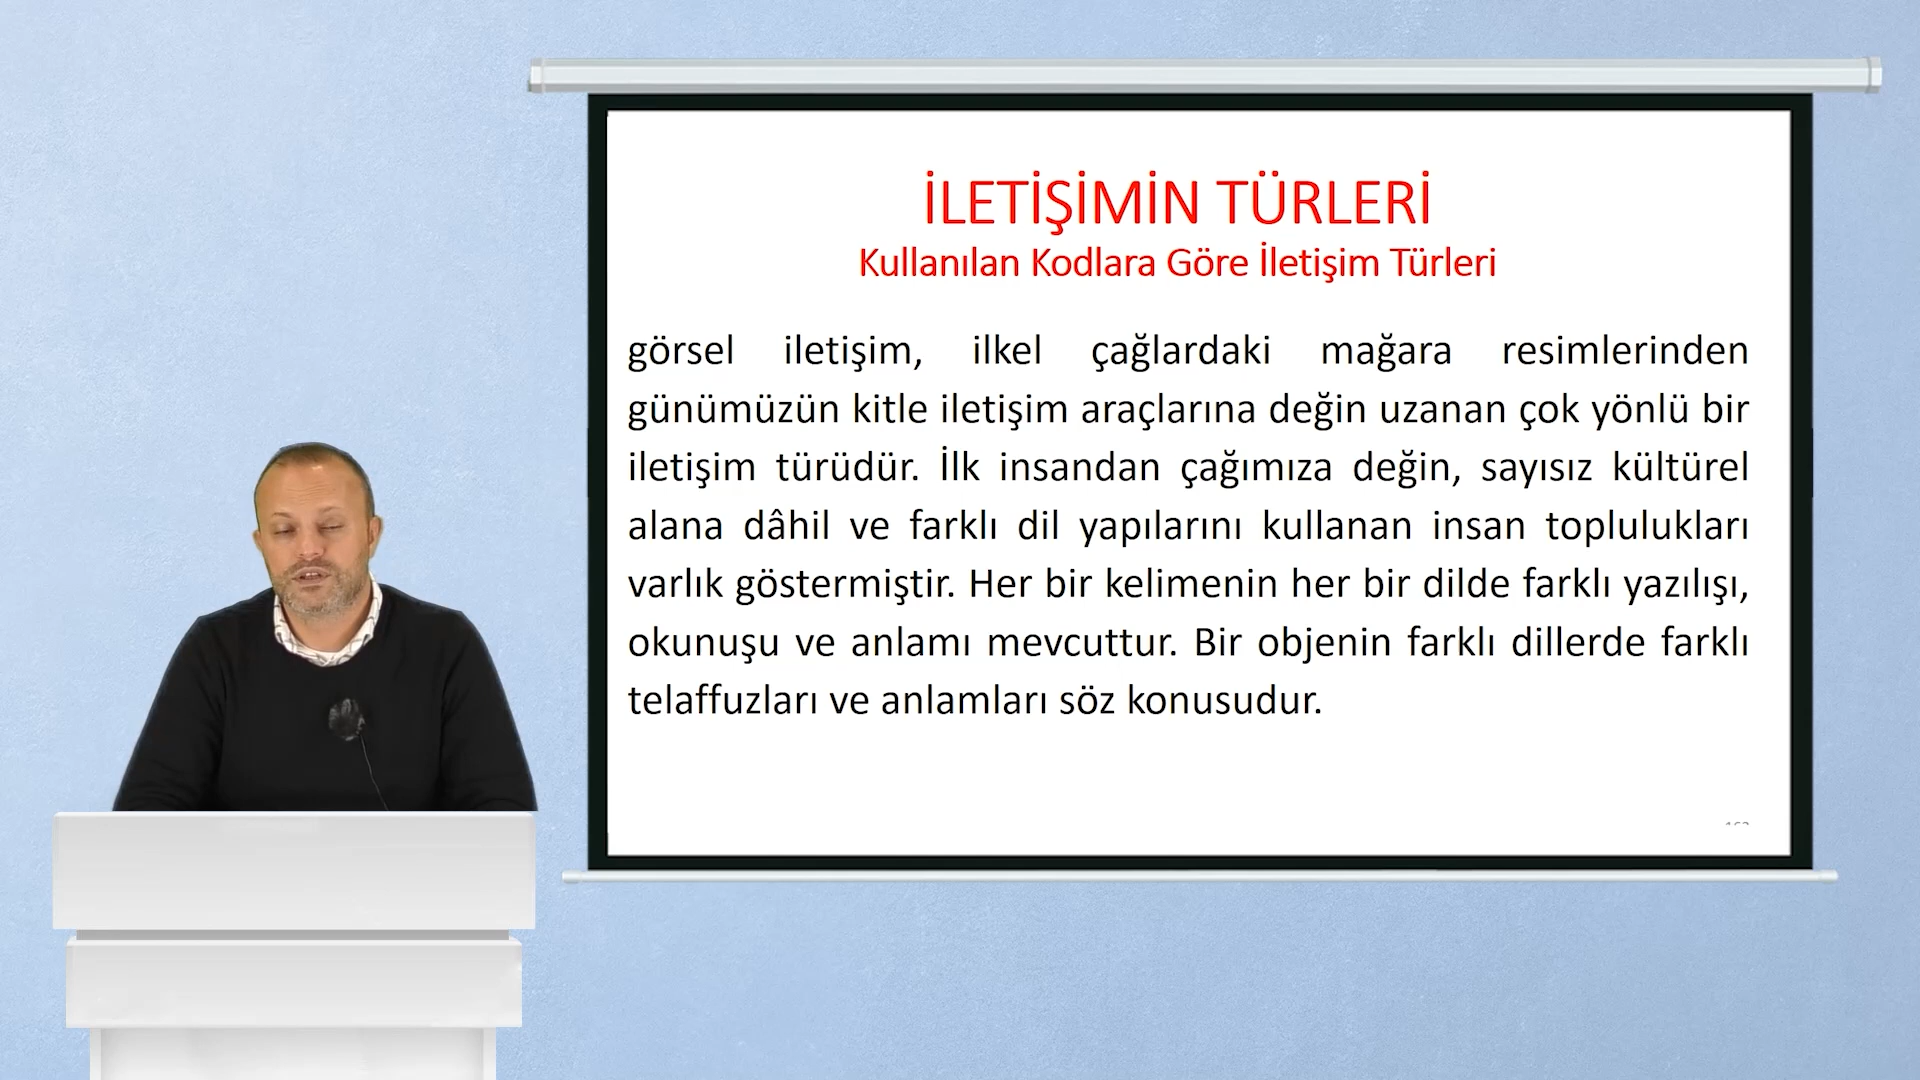 İLETİŞİMİN TÜRLERİ
Kullanılan Kodlara Göre İletişim Türleri
görsel iletişim, ilkel çağlardaki mağara resimlerinden
günümüzün kitle iletişim araçlarına değin uzanan çok yönlü bir
iletişim türüdür. İlk insandan çağımıza değin, sayısız kültürel
alana dâhil ve farklı dil yapılarını kullanan insan toplulukları
varlık göstermiştir. Her bir kelimenin her bir dilde farklı yazılışı,
okunuşu ve anlamı mevcuttur. Bir objenin farklı dillerde farklı
telaffuzları ve anlamları söz konusudur.